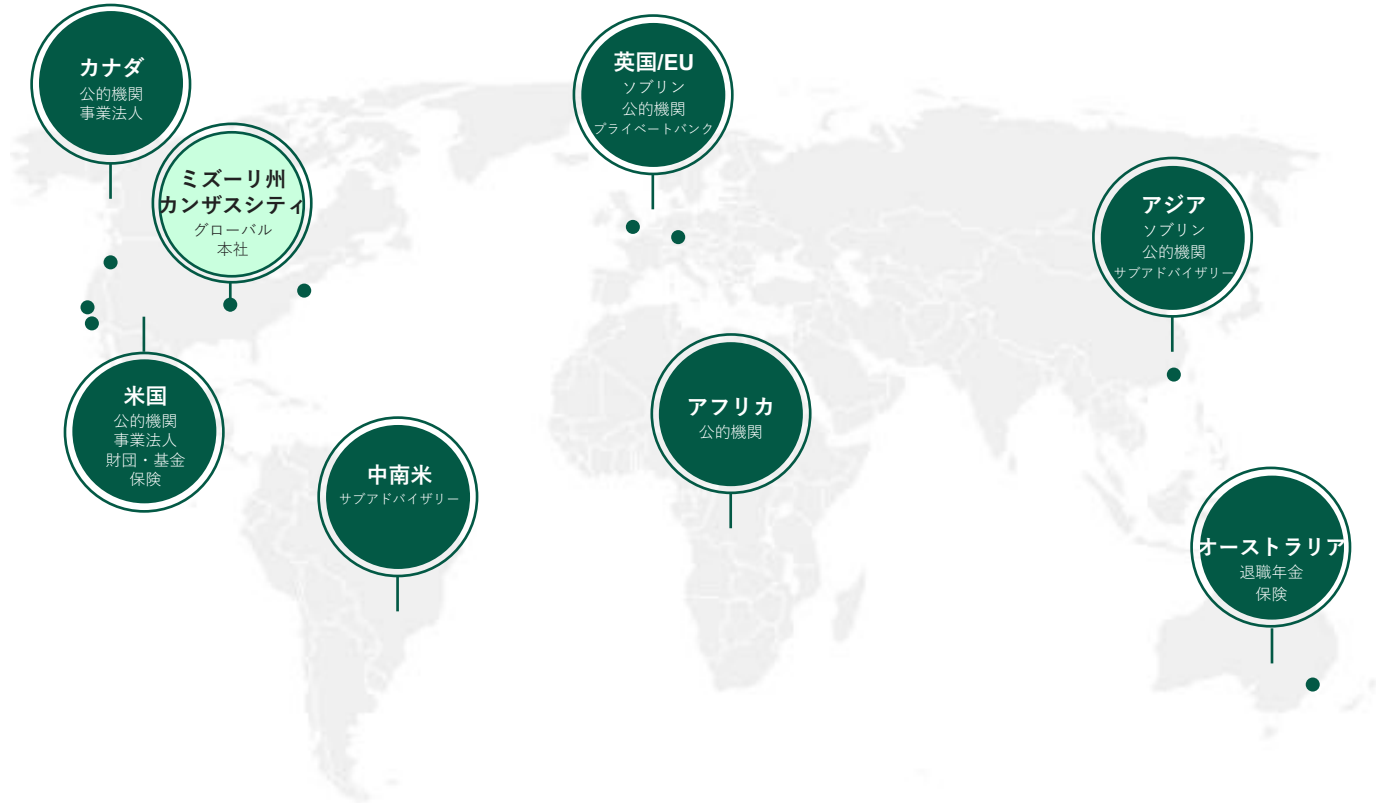 カナダ
公的機関
事業法人
ミズーリ州
カンザスシティ
グローバル
本社
英国/EU
ソブリン
公的機関
プライベートバンク
アジア
ソブリン
公的機関
サブアドバイザリー
米国
公的機関
事業法人
財団・基金
保険
中南米
サブアドバイザリー
アフリカ
公的機関
オーストラリア
退職年金
保険